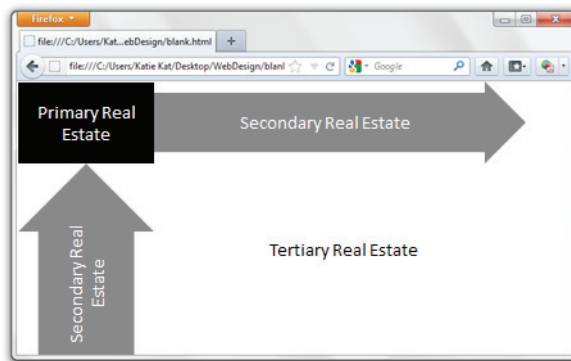 Firefox
file:///C:/Users/Kat...ebDesign/blank.html
file:///C:/Users/Katie Kat/Desktop/WebDesign/blanl
Google
Primary Real
Estate
Secondary Real Estate
Secondary Real
Estate
Tertiary Real Estate